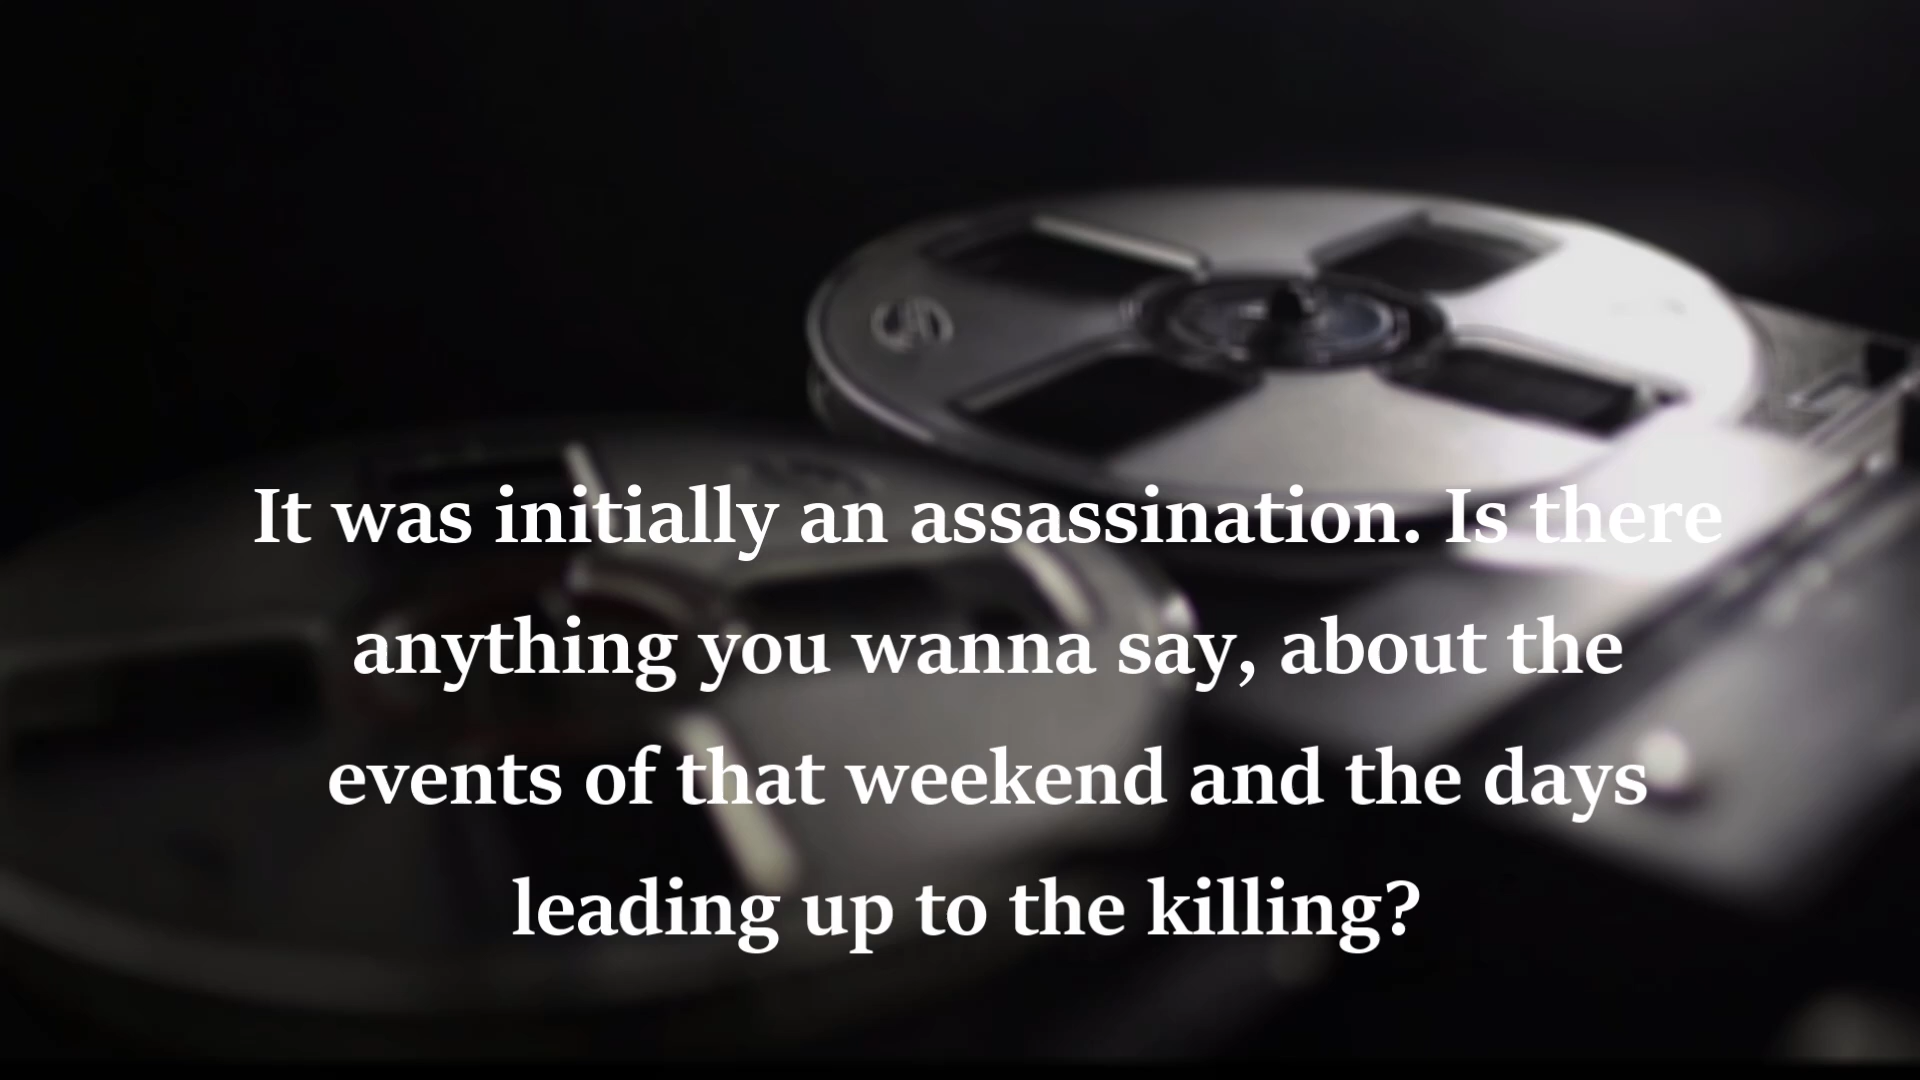 It was initially an assassination. Is there
anything you wanna say, about the
events of that weekend and the days
leading up to the killing?